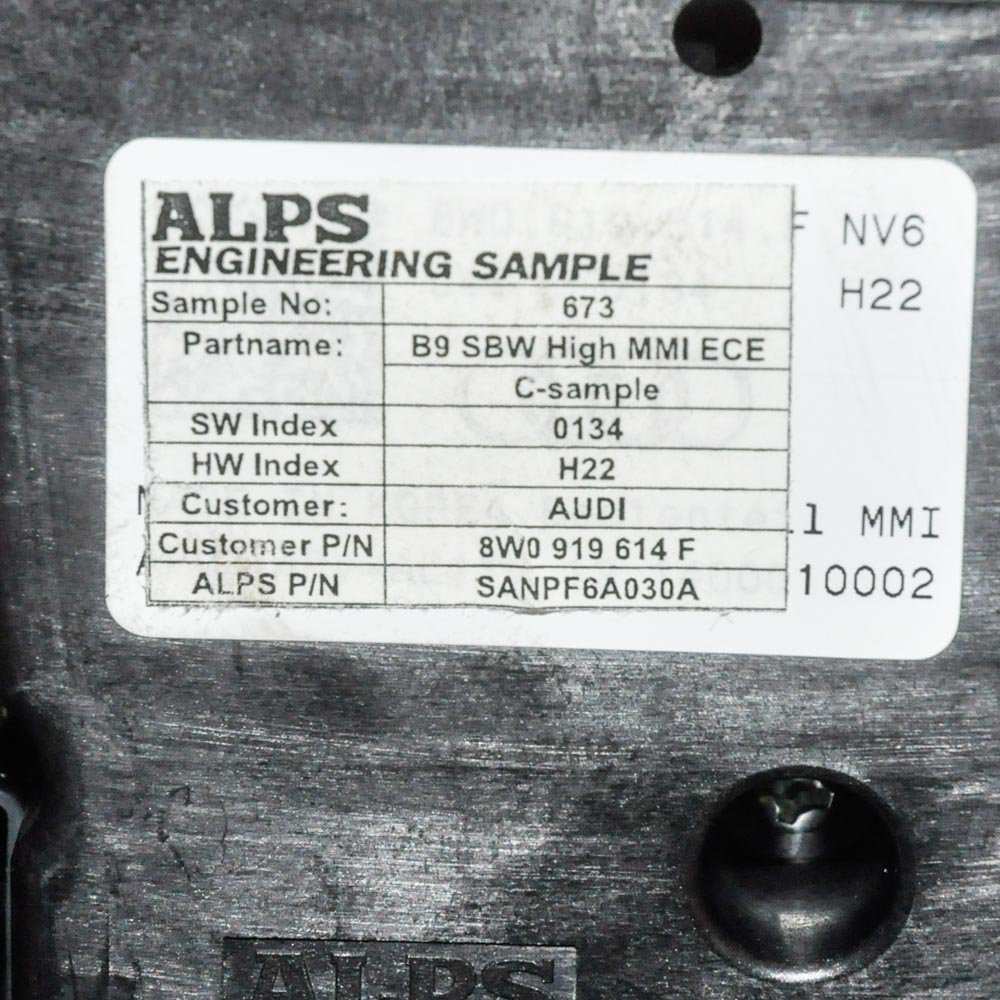 ALPS
ENGINEERING SAMPLE
F NV6
H22
Sample No: 673
Partname: B9 SBW High MMI ECE
C-sample
SW Index 0134
HW Index H22
Customer: AUDI
Customer P/N 8W0 919 614 F
ALPS P/N SANPF6A030A
MMI
10002
ALPS